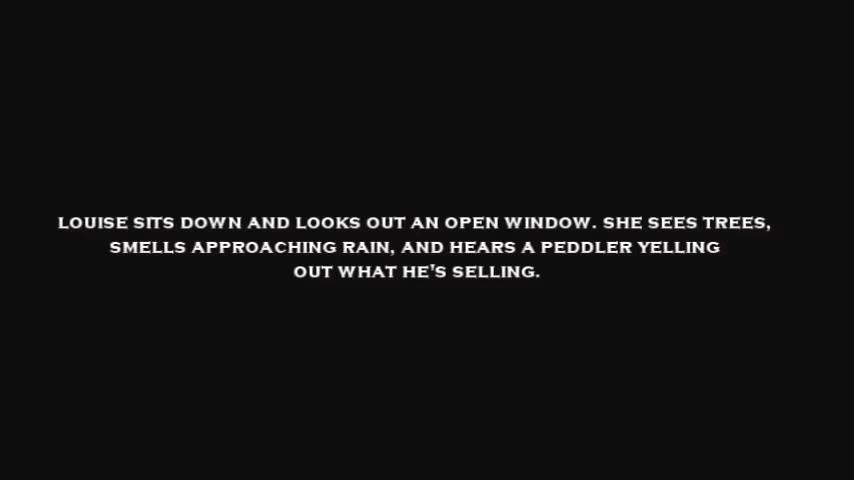 LOUISE SITS DOWN AND LOOKS OUT AN OPEN WINDOW. SHE SEES TREES,
SMELLS APPROACHING RAIN, AND HEARS A PEDDLER YELLING
OUT WHAT HE'S SELLING.